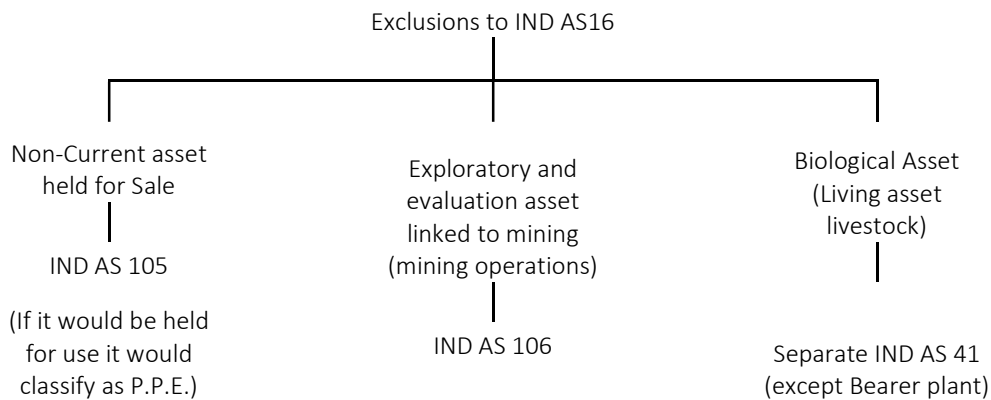 Exclusions to IND AS16
Non-Current asset
held for Sale
IND AS 105
(If it would be held
for use it would
classify as P.P.E.)
Exploratory and
evaluation asset
linked to mining
(mining operations)
IND AS 106
Biological Asset
(Living asset
livestock)
Separate IND AS 41
(except Bearer plant)